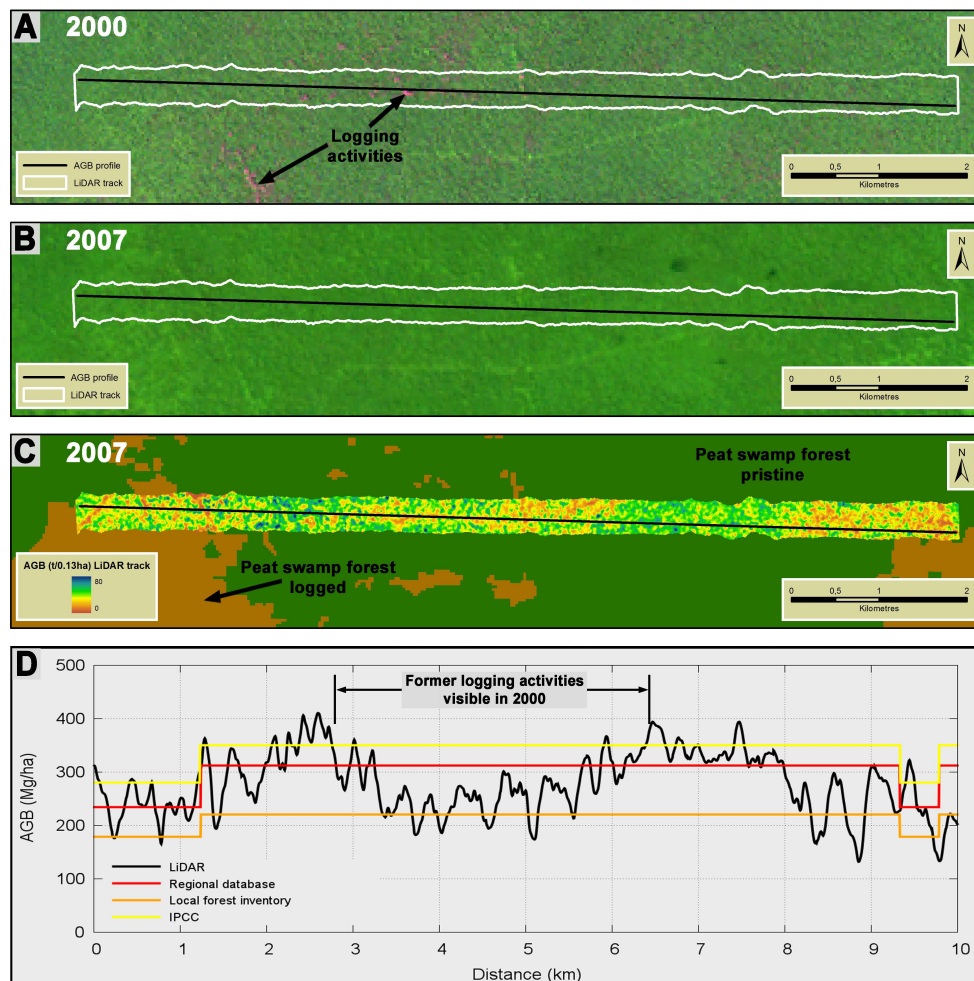 A 2000
N
Logging
activities
AGB profile
LiDAR track
0 0,5 1 2
Kilometres
B 2007
N
AGB profile
LiDAR track
0 0,5 1 2
Kilometres
C 2007
Peat swamp forest
pristine
N
AGB (t/0.13ha) LiDAR track
80
0
Peat swamp forest
logged
0 0,5 1 2
Kilometres
D
500
400
300
200
100
0
AGB (Mg/ha)
Former logging activities
visible in 2000
LiDAR
Regional database
Local forest inventory
IPCC
0 1 2 3 4 5 6 7 8 9 10
Distance (km)